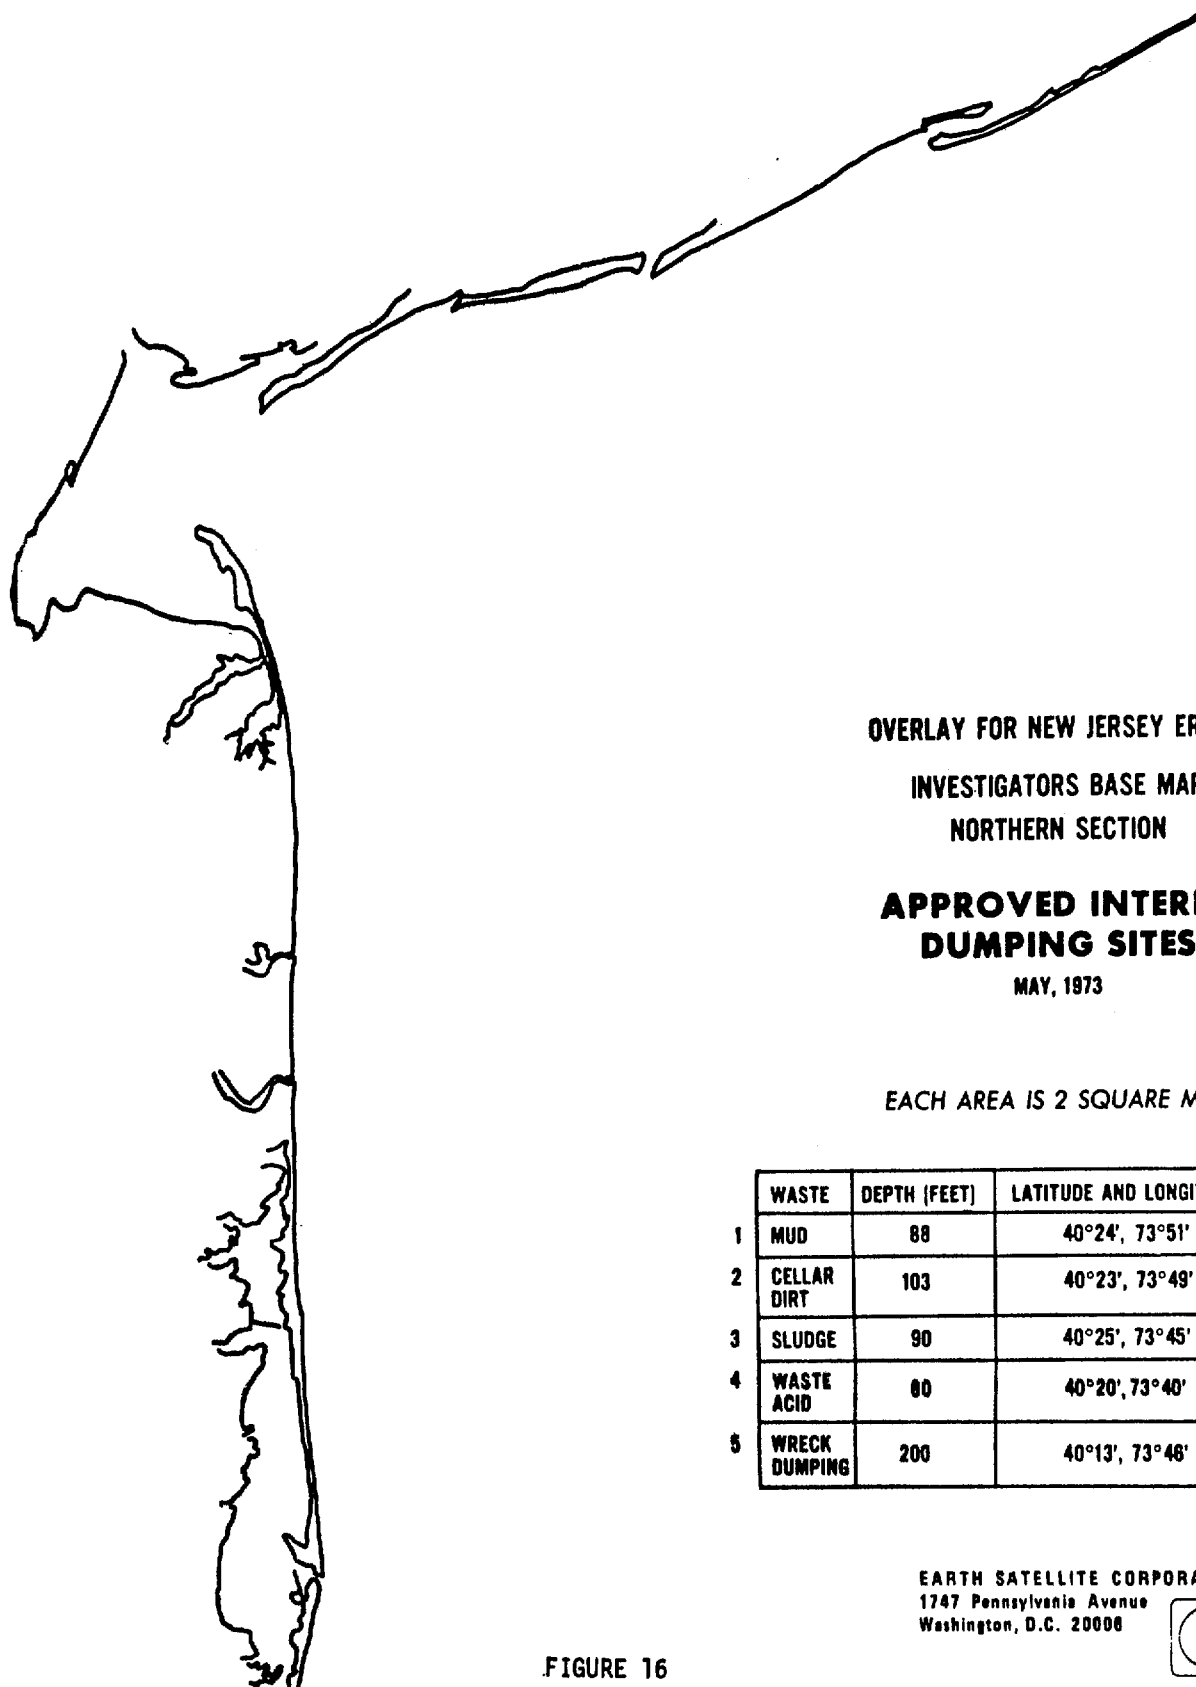 OVERLAY FOR NEW JERSEY ER
INVESTIGATORS BASE MAP
NORTHERN SECTION
APPROVED INTERI
DUMPING SITES
MAY, 1973
EACH AREA IS 2 SQUARE M
WASTE DEPTH (FEET) LATITUDE AND LONGI
1 MUD 88 40°24', 73°51'
2 CELLAR DIRT 103 40°23', 73°49'
3 SLUDGE 90 40°25', 73°45'
4 WASTE ACID 80 40°20', 73°40'
5 WRECK DUMPING 200 40°13', 73°46'
EARTH SATELLITE CORPORA
1747 Pennsylvania Avenue
Washington, D.C. 20006
FIGURE 16